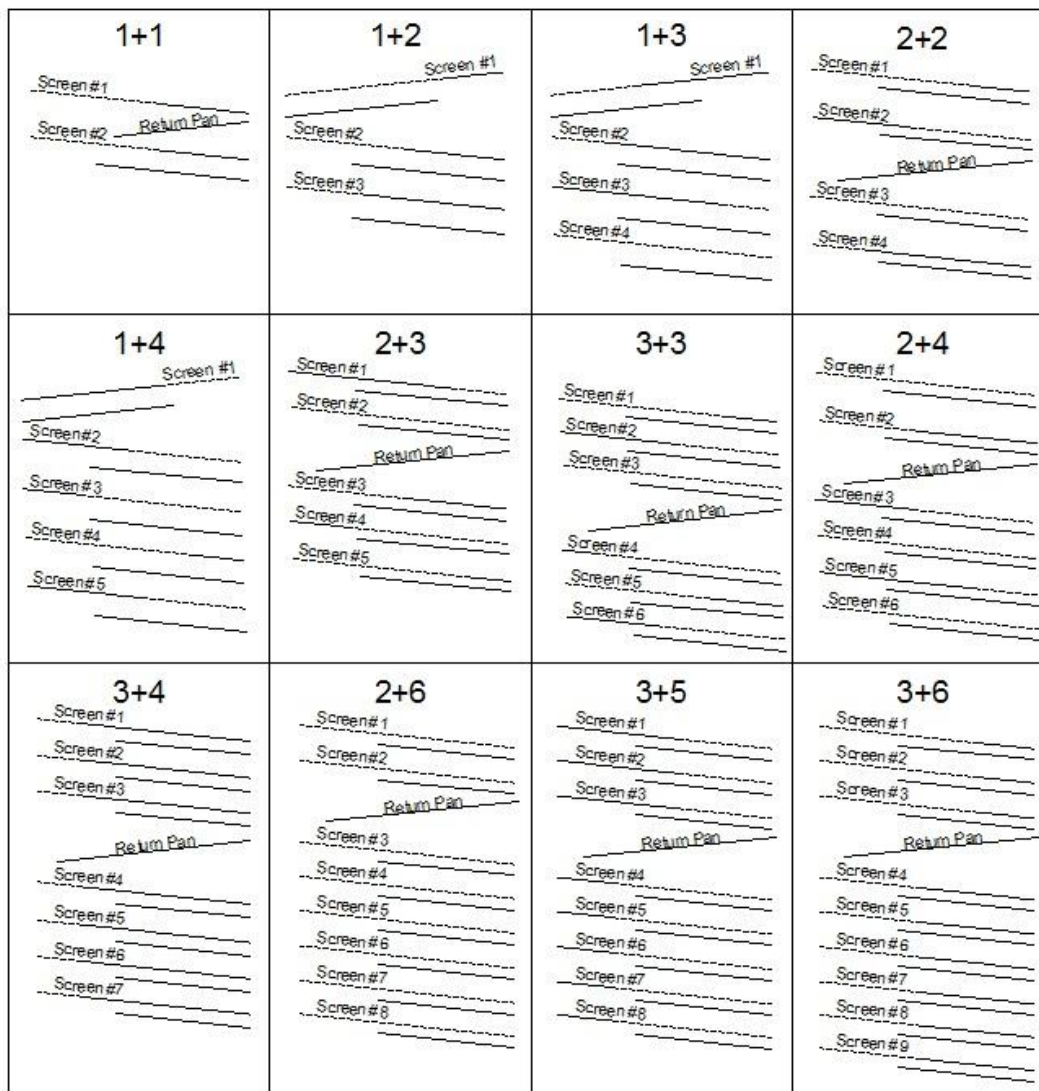 1+1
Screen #1
Return Pan
Screen #2
1+2
Screen #1
Screen #2
Screen #3
1+3
Screen #1
Screen #2
Screen #3
Screen #4
2+2
Screen #1
Screen #2
Return Pan
Screen #3
Screen #4
1+4
Screen #1
Screen #2
Screen #3
Screen #4
Screen #5
2+3
Screen #1
Screen #2
Return Pan
Screen #3
Screen #4
Screen #5
3+3
Screen #1
Screen #2
Screen #3
Return Pan
Screen #4
Screen #5
Screen #6
2+4
Screen #1
Screen #2
Return Pan
Screen #3
Screen #4
Screen #5
Screen #6
3+4
Screen #1
Screen #2
Screen #3
Return Pan
Screen #4
Screen #5
Screen #6
Screen #7
2+6
Screen #1
Screen #2
Return Pan
Screen #3
Screen #4
Screen #5
Screen #6
Screen #7
Screen #8
3+5
Screen #1
Screen #2
Screen #3
Return Pan
Screen #4
Screen #5
Screen #6
Screen #7
Screen #8
3+6
Screen #1
Screen #2
Screen #3
Return Pan
Screen #4
Screen #5
Screen #6
Screen #7
Screen #8
Screen #9